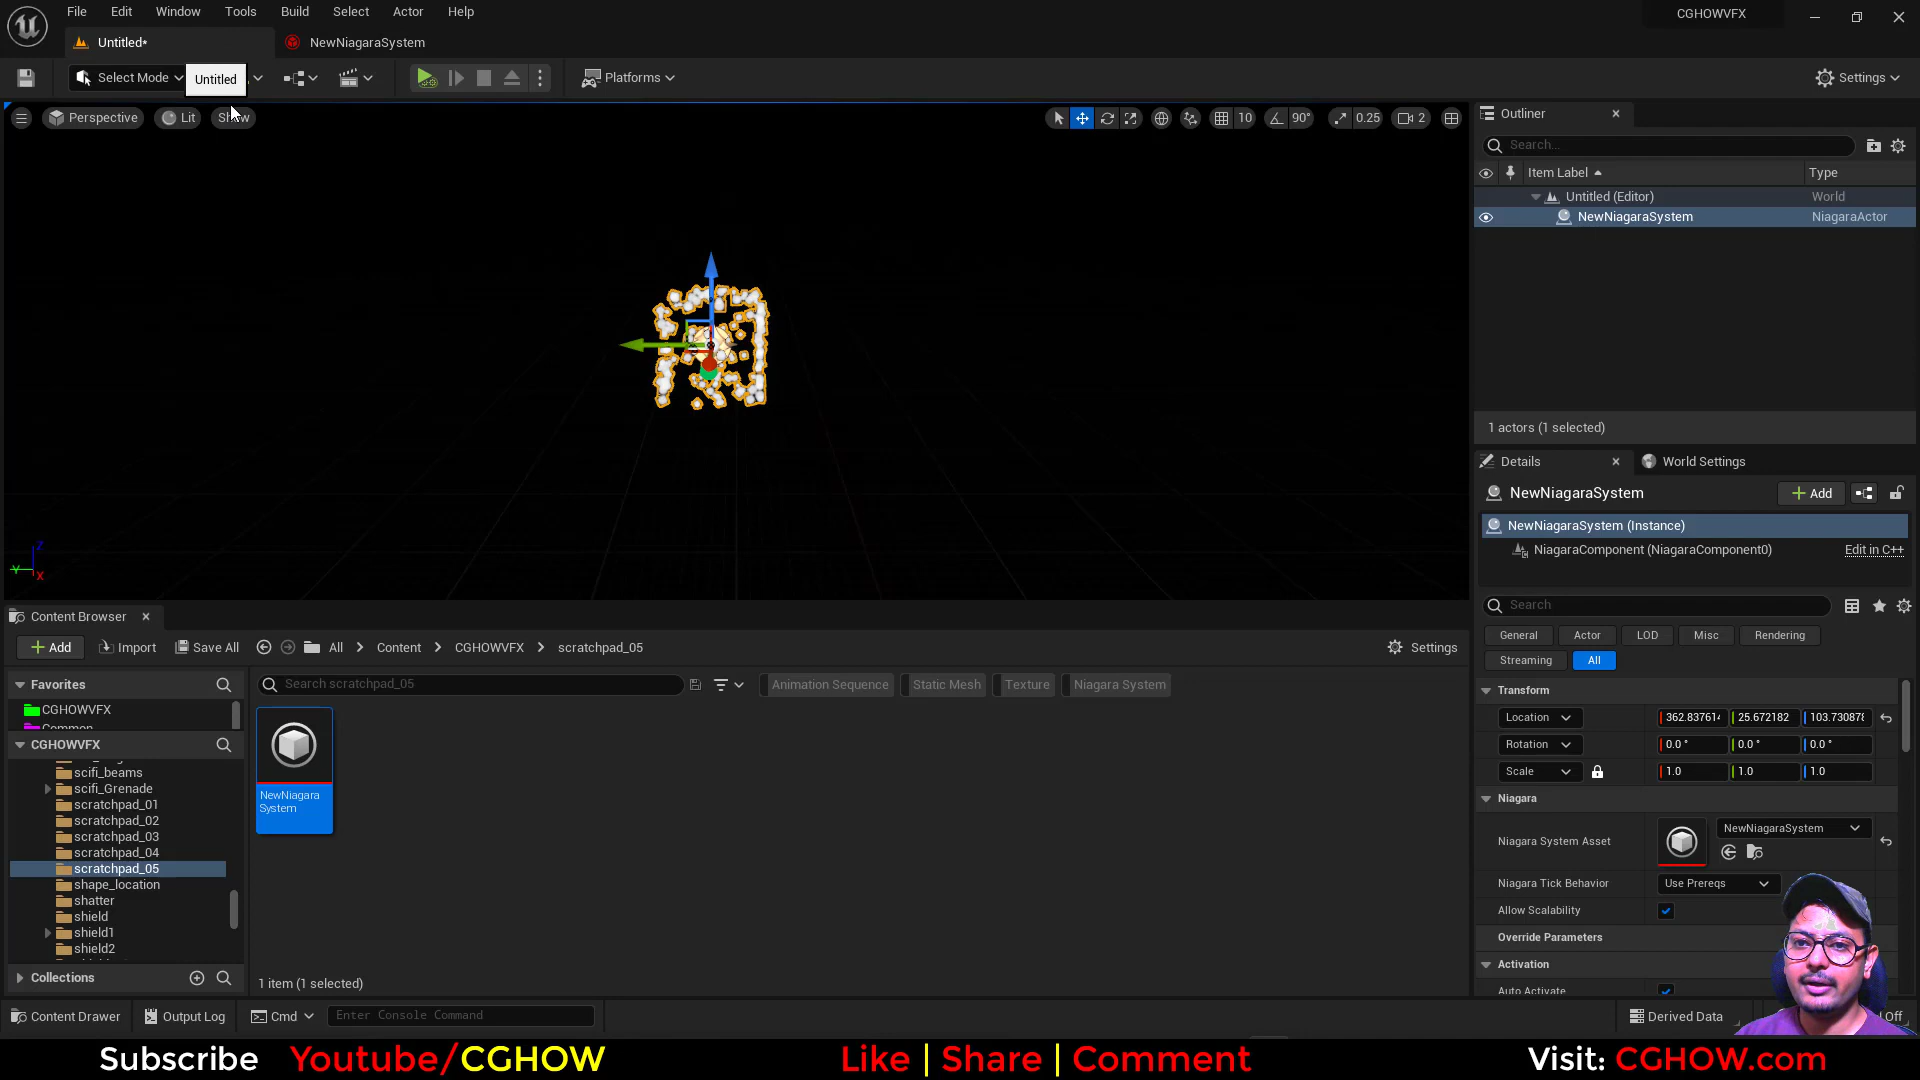 File Edit Window Tools Build Select Actor Help
CGHOWVFX
Untitled*
NewNiagaraSystem
Select Mode
Untitled
Platforms
Settings
Perspective
Lit
Show
10
90°
0.25
2
Outliner
Search...
Item Label
Type
Untitled (Editor)
World
NewNiagaraSystem
NiagaraActor
1 actors (1 selected)
Z
Y
X
Details
World Settings
NewNiagaraSystem
Add
NewNiagaraSystem (Instance)
NiagaraComponent (NiagaraComponent0)
Edit in C++
Search
General
Actor
LOD
Misc
Rendering
Streaming
All
Transform
Location
362.83761
25.672182
103.73087
Rotation
0.0 °
0.0 °
0.0 °
Scale
1.0
1.0
1.0
Niagara
Niagara System Asset
NewNiagaraSystem
Niagara Tick Behavior
Use Prereqs
Allow Scalability
Override Parameters
Activation
Auto Activate
Content Browser
Add
Import
Save All
All
Content
CGHOWVFX
scratchpad_05
Settings
Favorites
CGHOWVFX
Common
CGHOWVFX
scifi_beams
scifi_Grenade
scratchpad_01
scratchpad_02
scratchpad_03
scratchpad_04
scratchpad_05
shape_location
shatter
shield
shield1
shield2
Collections
Search scratchpad_05
Animation Sequence
Static Mesh
Texture
Niagara System
NewNiagara
System
1 item (1 selected)
Content Drawer
Output Log
Cmd
Enter Console Command
Derived Data
Off
Subscribe Youtube/CGHOW
Like | Share | Comment
Visit: CGHOW.com